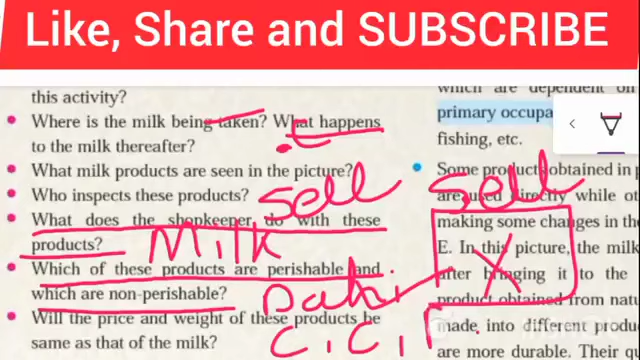 Like, Share and SUBSCRIBE
this activity?
• Where is the milk being taken? What happens
to the milk thereafter?
• What milk products are seen in the picture?
• Who inspects these products?
• What does the shopkeeper do with these
products?
• Which of these products are perishable and
which are non-perishable?
• Will the price and weight of these products be
same as that of the milk?
sell
Milk
Dahi
C.C.P.
which are dependent on
primary occupa
fishing, etc.
• Some products obtained in p
are used directly while ot
making some changes in the
E. In this picture, the milk
after bringing it to the
product obtained from natu
made into different produ
are more durable. Their qu
sell
X